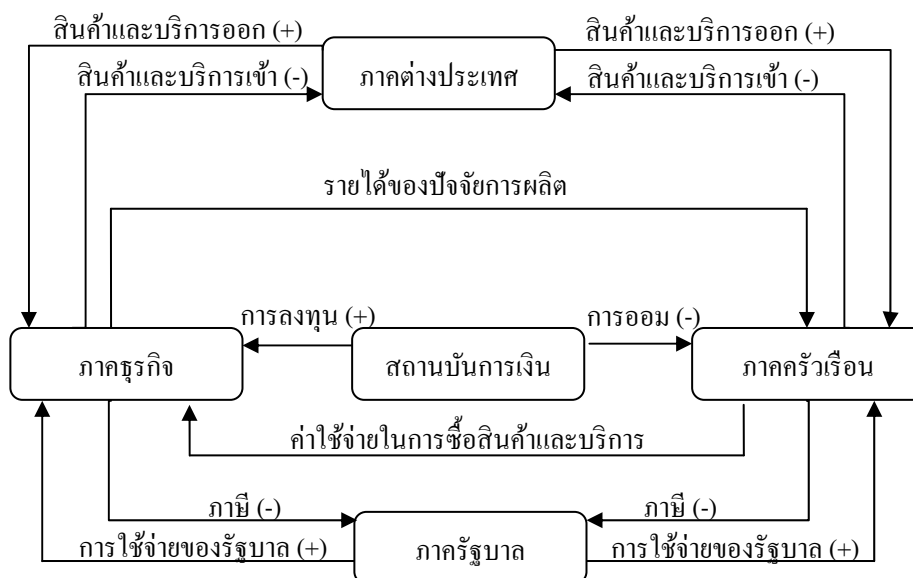 สินค้าและบริการออก (+)
สินค้าและบริการออก (+)
ภาคต่างประเทศ
สินค้าและบริการเข้า (-)
สินค้าและบริการเข้า (-)
รายได้ของปัจจัยการผลิต
การลงทุน (+)
การออม (-)
ภาคธุรกิจ
สถานบันการเงิน
ภาคครัวเรือน
ค่าใช้จ่ายในการซื้อสินค้าและบริการ
ภาษี (-)
ภาษี (-)
การใช้จ่ายของรัฐบาล (+)
ภาครัฐบาล
การใช้จ่ายของรัฐบาล (+)